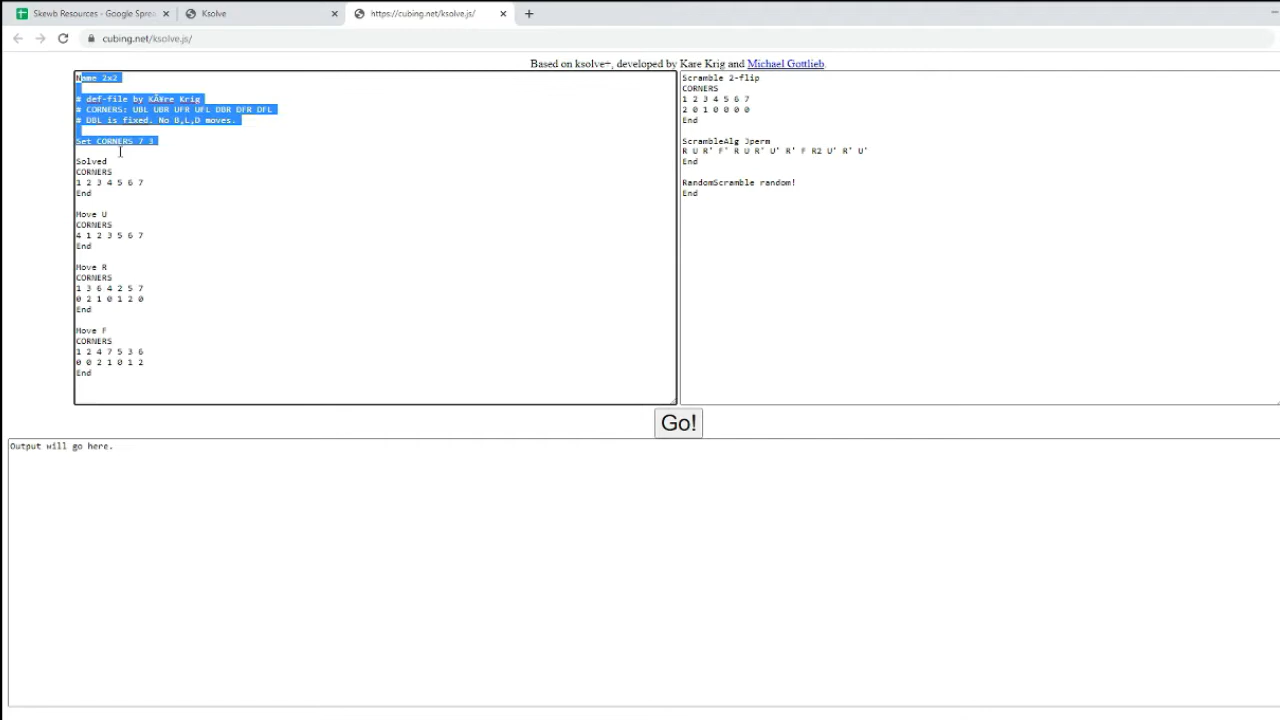 Skewb Resources - Google Sprea
Ksolve
https://cubing.net/ksolve.js/
cubing.net/ksolve.js/
Based on ksolve+, developed by Kare Krig and Michael Gottlieb.
Name 2x2
# def-file by KÃ¥re Krig
# CORNERS: UBL UBR UFR UFL DBR DFR DFL
# DBL is fixed. No B,L,D moves.
Set CORNERS 7 3
Solved
CORNERS
1 2 3 4 5 6 7
End
Move U
CORNERS
4 1 2 3 5 6 7
End
Move R
CORNERS
1 3 6 4 2 5 7
0 2 1 0 1 2 0
End
Move F
CORNERS
1 2 4 7 5 3 6
0 0 2 1 0 1 2
End
Scramble 2-flip
CORNERS
1 2 3 4 5 6 7
2 0 1 0 0 0 0
End
ScrambleAlg Jperm
R U R' F' R U R' U' R' F R2 U' R' U'
End
RandomScramble random!
End
Go!
Output will go here.